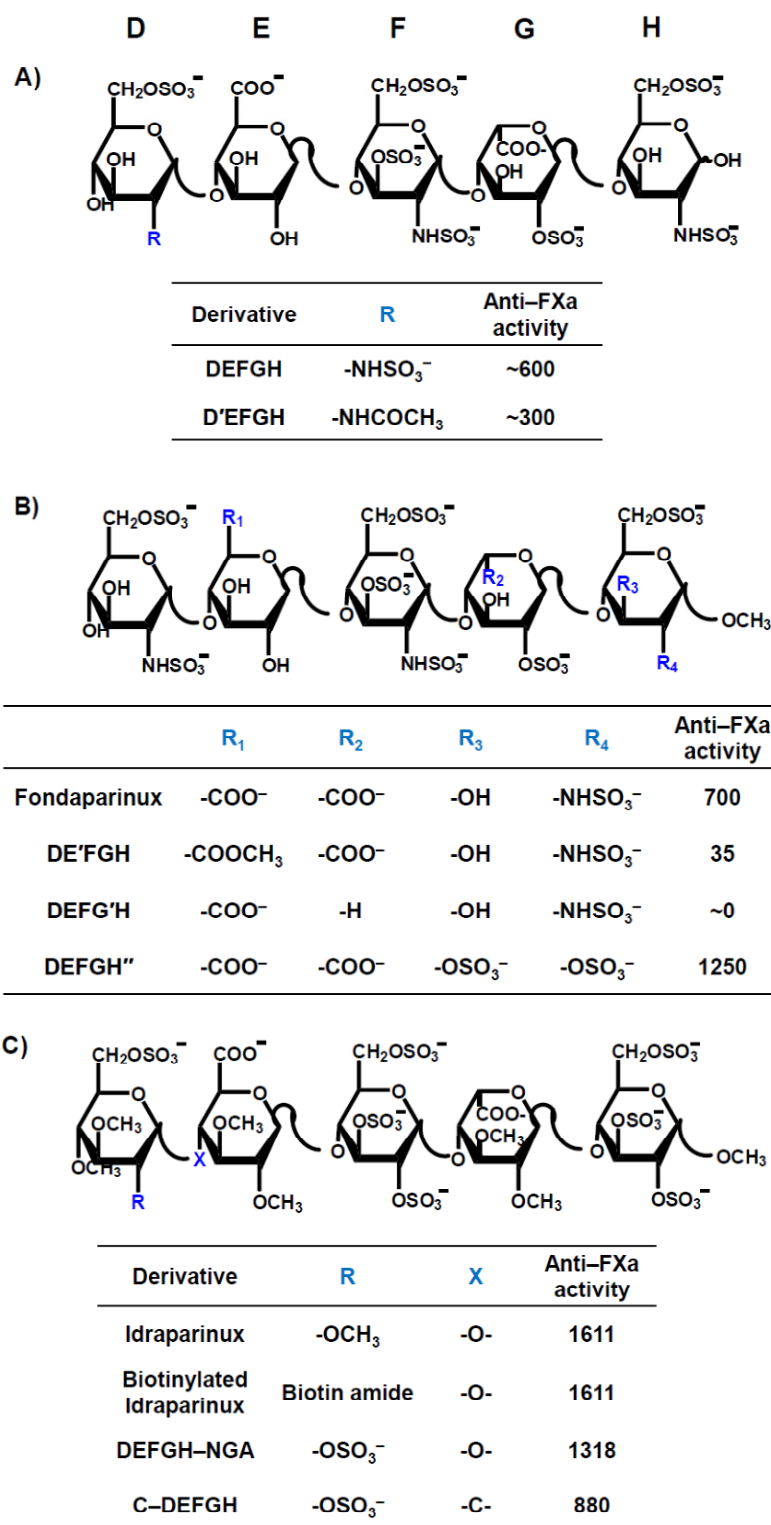 D E F G H
A)
CH₂OSO₃⁻ COO⁻ CH₂OSO₃⁻ CH₂OSO₃⁻
O O O O O
COO-
OH OH OSO₃⁻ OH OH OH
OH O O O O
R OH NHSO₃⁻ OSO₃⁻ NHSO₃⁻
Derivative R Anti–FXa
activity
DEFGH -NHSO₃⁻ ~600
D′EFGH -NHCOCH₃ ~300
B)
CH₂OSO₃⁻ R₁ CH₂OSO₃⁻ CH₂OSO₃⁻
O O O O O
OH OH OSO₃⁻ R₂ R₃
OH
OH O O O O OCH₃
NHSO₃⁻ OH NHSO₃⁻ OSO₃⁻ R₄
R₁ R₂ R₃ R₄ Anti–FXa
activity
Fondaparinux -COO⁻ -COO⁻ -OH -NHSO₃⁻ 700
DE′FGH -COOCH₃ -COO⁻ -OH -NHSO₃⁻ 35
DEFG′H -COO⁻ -H -OH -NHSO₃⁻ ~0
DEFGH″ -COO⁻ -COO⁻ -OSO₃⁻ -OSO₃⁻ 1250
C)
CH₂OSO₃⁻ COO⁻ CH₂OSO₃⁻ CH₂OSO₃⁻
O O O O O
OCH₃ OCH₃ OSO₃⁻ COO- OSO₃⁻
OCH₃
OCH₃ X O O O OCH₃
R OCH₃ OSO₃⁻ OCH₃ OSO₃⁻
Derivative R X Anti–FXa
activity
Idraparinux -OCH₃ -O- 1611
Biotinylated
Idraparinux Biotin amide -O- 1611
DEFGH–NGA -OSO₃⁻ -O- 1318
C–DEFGH -OSO₃⁻ -C- 880